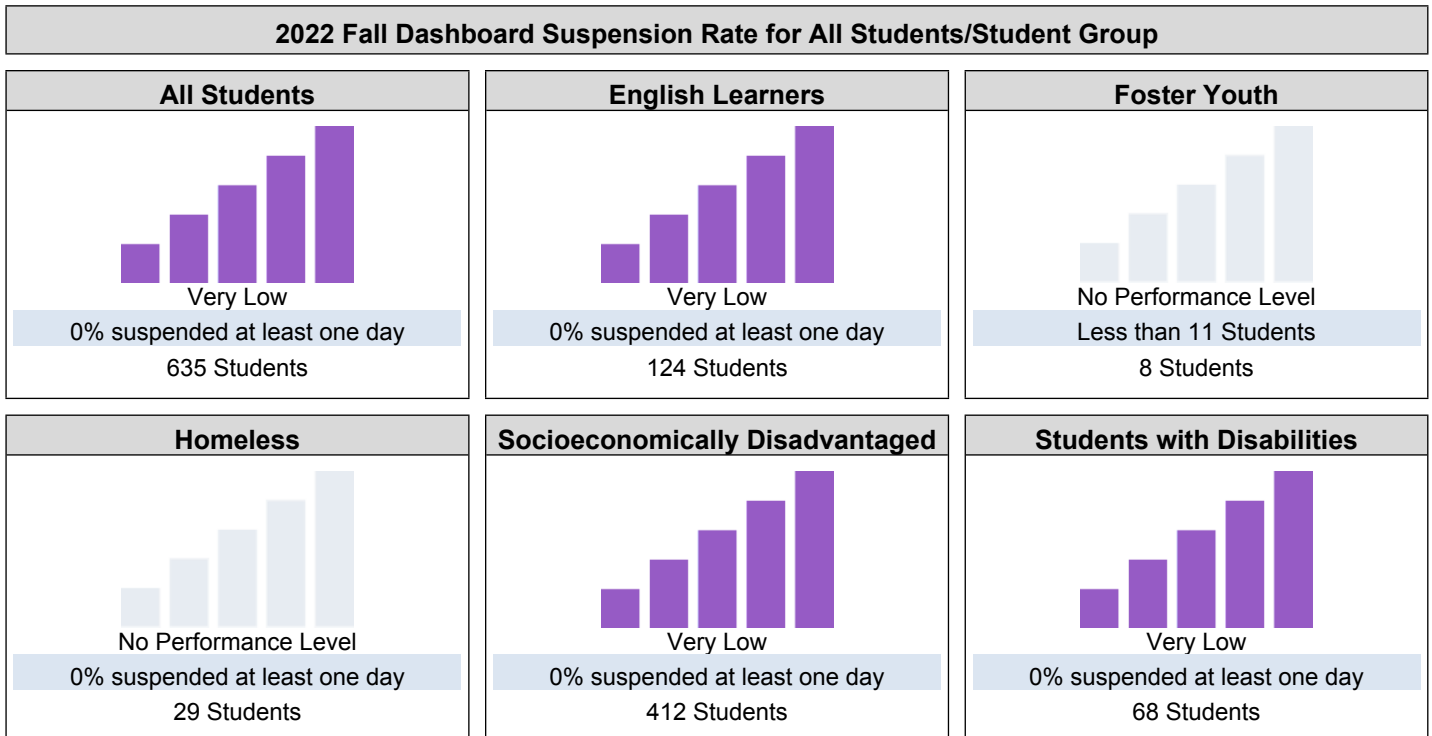 2022 Fall Dashboard Suspension Rate for All Students/Student Group
All Students
Very Low
0% suspended at least one day
635 Students
English Learners
Very Low
0% suspended at least one day
124 Students
Foster Youth
No Performance Level
Less than 11 Students
8 Students
Homeless
No Performance Level
0% suspended at least one day
29 Students
Socioeconomically Disadvantaged
Very Low
0% suspended at least one day
412 Students
Students with Disabilities
Very Low
0% suspended at least one day
68 Students